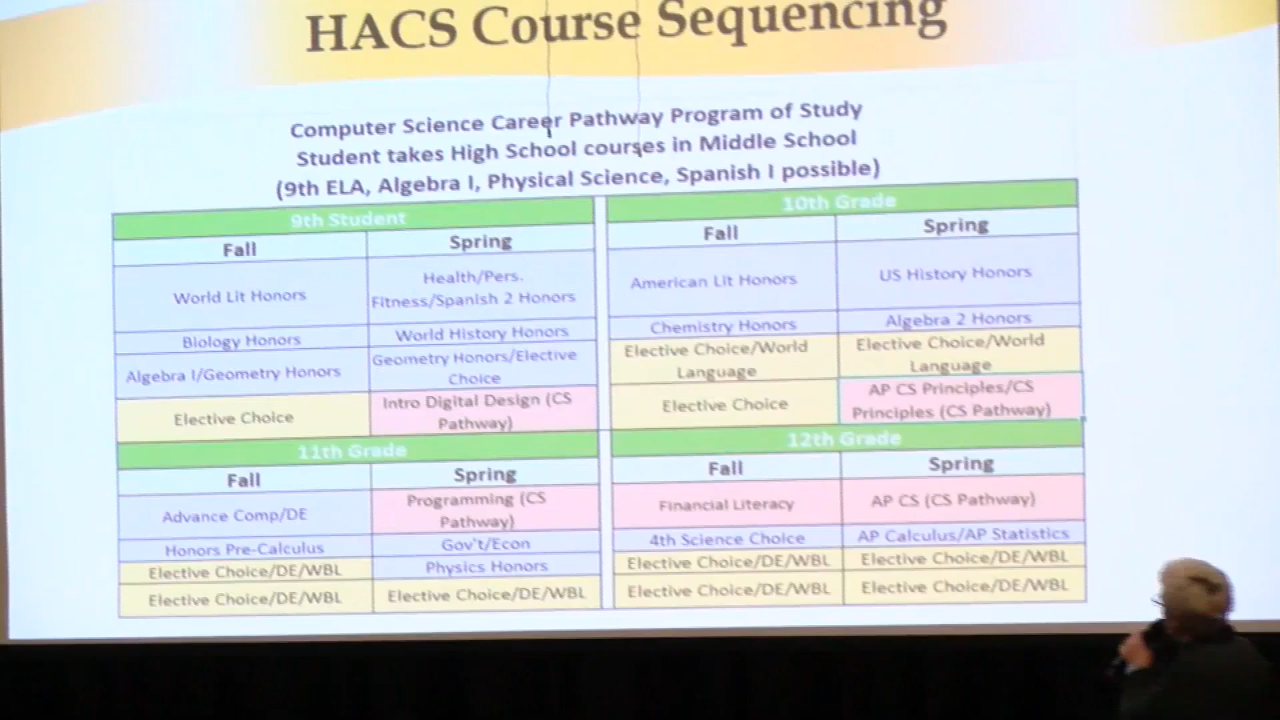 HACS Course Sequencing
Computer Science Career Pathway Program of Study
Student takes High School courses in Middle School
(9th ELA, Algebra I, Physical Science, Spanish I possible)
9th Student
Fall
Spring
World Lit Honors
Health/Pers.
Fitness/Spanish 2 Honors
Biology Honors
World History Honors
Algebra I/Geometry Honors
Geometry Honors/Elective
Choice
Elective Choice
Intro Digital Design (CS
Pathway)
10th Grade
Fall
Spring
American Lit Honors
US History Honors
Chemistry Honors
Algebra 2 Honors
Elective Choice/World
Language
Elective Choice/World
Language
Elective Choice
AP CS Principles/CS
Principles (CS Pathway)
11th Grade
Fall
Spring
Advance Comp/DE
Programming (CS
Pathway)
Honors Pre-Calculus
Gov't/Econ
Elective Choice/DE/WBL
Physics Honors
Elective Choice/DE/WBL
Elective Choice/DE/WBL
12th Grade
Fall
Spring
Financial Literacy
AP CS (CS Pathway)
4th Science Choice
AP Calculus/AP Statistics
Elective Choice/DE/WBL
Elective Choice/DE/WBL
Elective Choice/DE/WBL
Elective Choice/DE/WBL